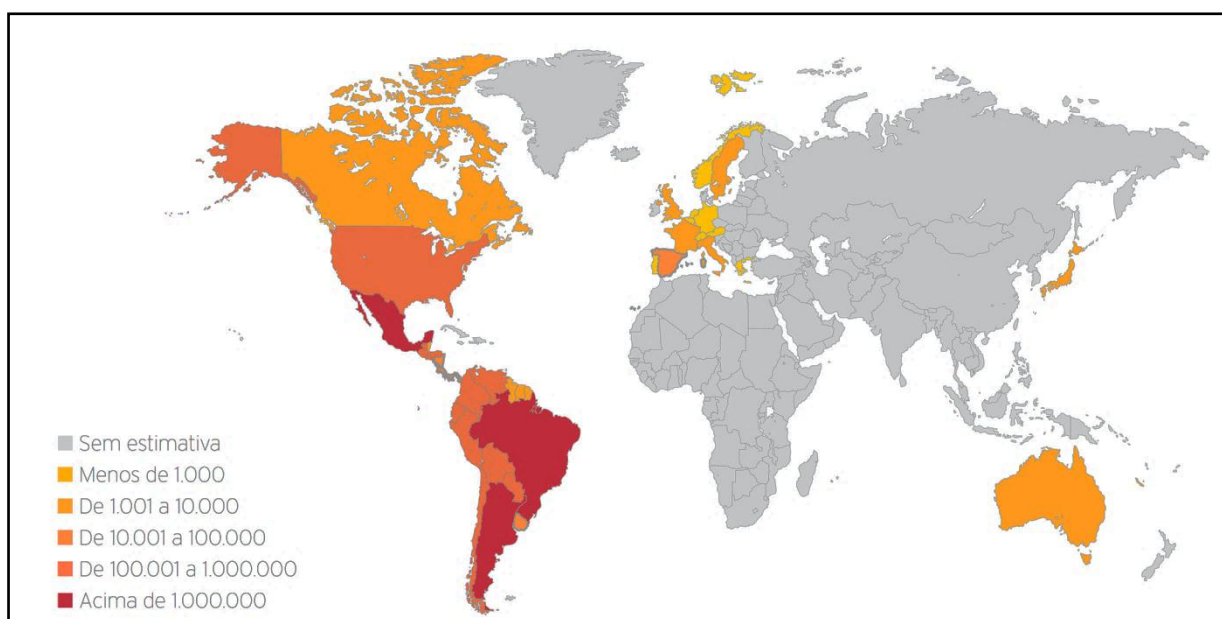 Sem estimativa
Menos de 1.000
De 1.001 a 10.000
De 10.001 a 100.000
De 100.001 a 1.000.000
Acima de 1.000.000